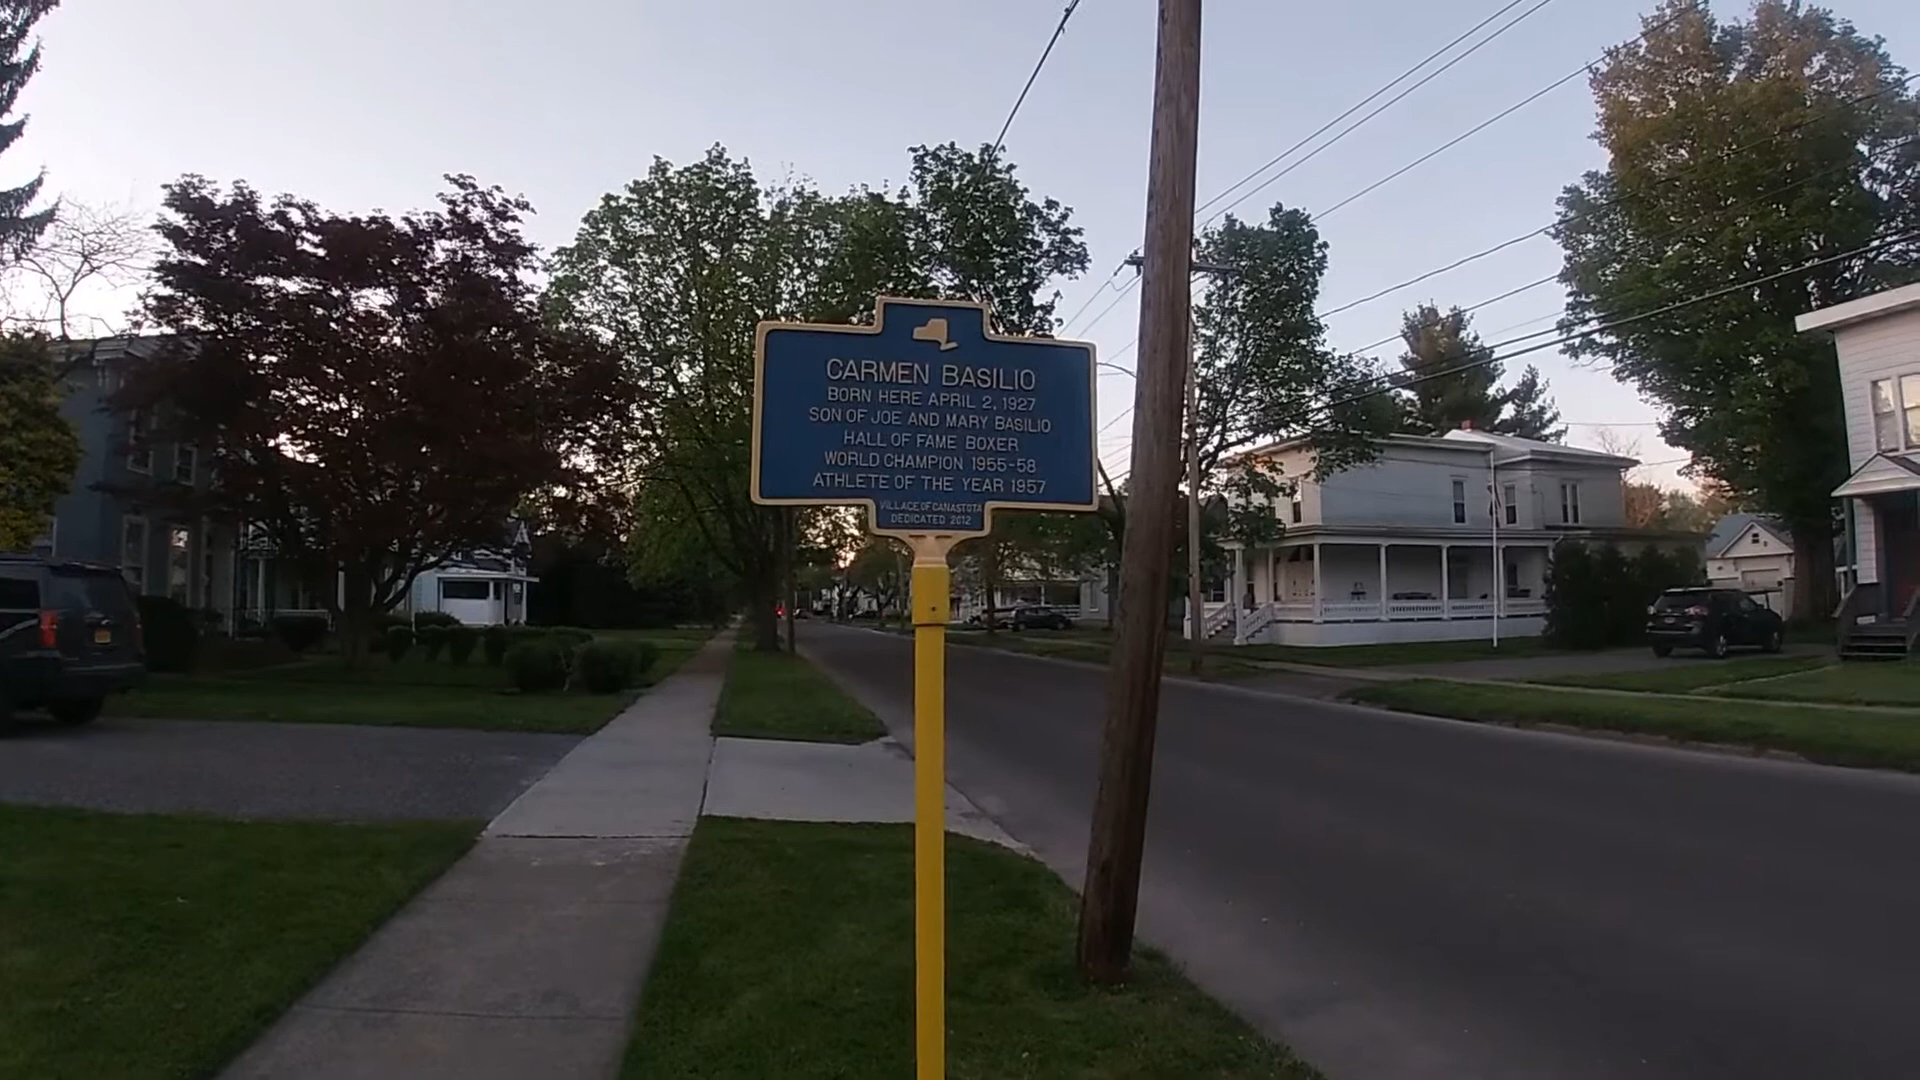 CARMEN BASILIO
BORN HERE APRIL 2, 1927
SON OF JOE AND MARY BASILIO
HALL OF FAME BOXER
WORLD CHAMPION 1955-58
ATHLETE OF THE YEAR 1957
VILLAGE OF CANASTOTA
DEDICATED 2012